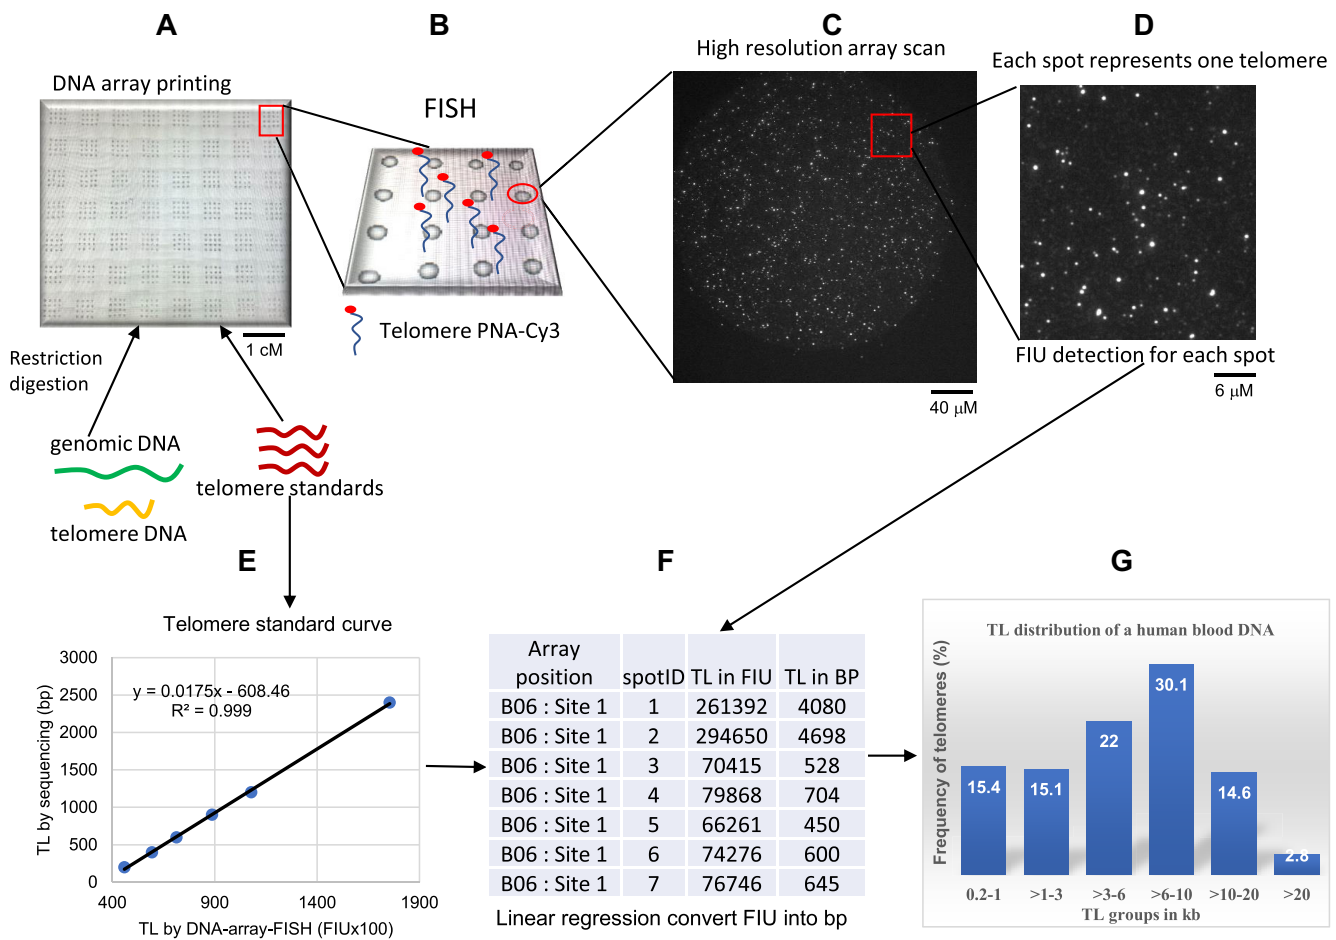 A
B
C
D
DNA array printing
FISH
High resolution array scan
Each spot represents one telomere
1 cM
Telomere PNA-Cy3
40 μM
FIU detection for each spot
6 μM
Restriction
digestion
genomic DNA
telomere standards
telomere DNA
E
Telomere standard curve
y = 0.0175x - 608.46
R² = 0.999
TL by sequencing (bp)
3000
2500
2000
1500
1000
500
0
400 900 1400 1900
TL by DNA-array-FISH (FIUx100)
F
Array
position spotID TL in FIU TL in BP
B06 : Site 1 1 261392 4080
B06 : Site 1 2 294650 4698
B06 : Site 1 3 70415 528
B06 : Site 1 4 79868 704
B06 : Site 1 5 66261 450
B06 : Site 1 6 74276 600
B06 : Site 1 7 76746 645
Linear regression convert FIU into bp
G
TL distribution of a human blood DNA
Frequency of telomeres (%)
15.4
15.1
22
30.1
14.6
2.8
0.2-1 >1-3 >3-6 >6-10 >10-20 >20
TL groups in kb